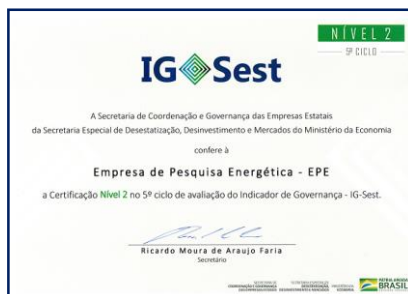 NÍVEL 2
5º CICLO
IG Sest
A Secretaria de Coordenação e Governança das Empresas Estatais
da Secretaria Especial de Desestatização, Desinvestimento e Mercados do Ministério da Economia
confere à
Empresa de Pesquisa Energética - EPE
a Certificação Nível 2 no 5º ciclo de avaliação do Indicador de Governança - IG-Sest.
Ricardo Moura de Araujo Faria
Secretário
PÁTRIA AMADA
BRASIL